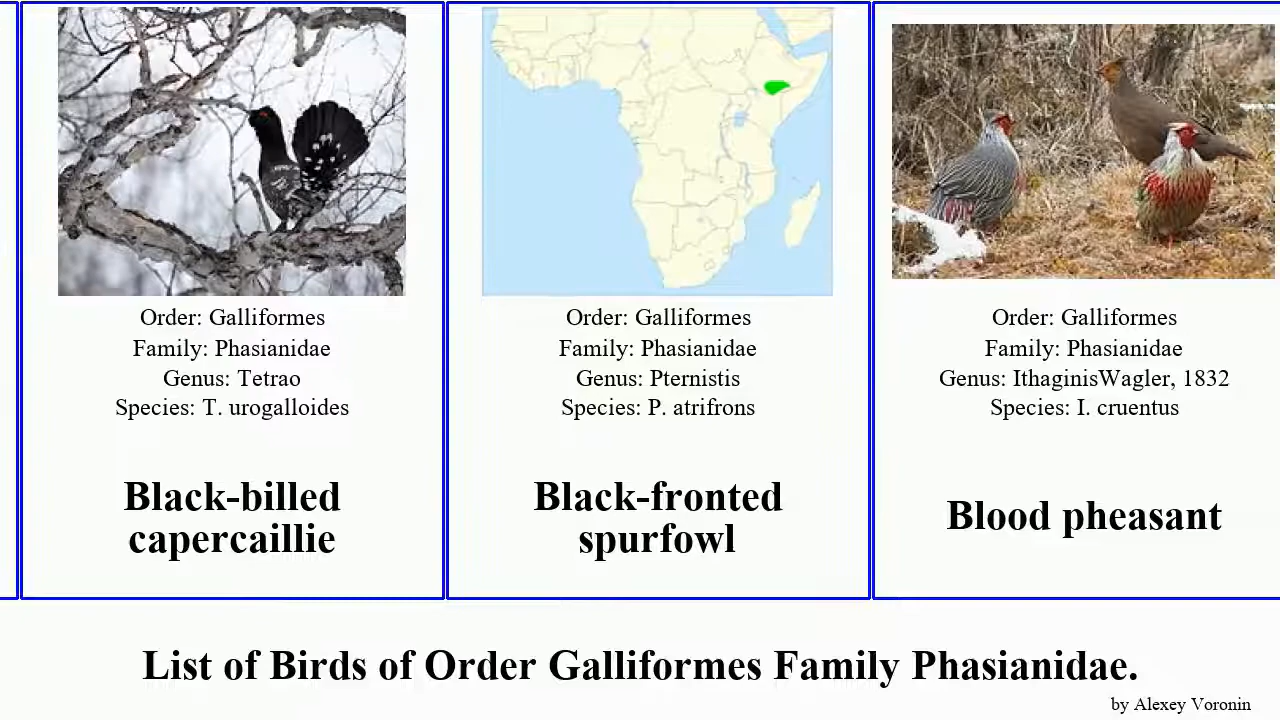 Order: Galliformes
Family: Phasianidae
Genus: Tetrao
Species: T. urogalloides
Black-billed
capercaillie
Order: Galliformes
Family: Phasianidae
Genus: Pternistis
Species: P. atrifrons
Black-fronted
spurfowl
Order: Galliformes
Family: Phasianidae
Genus: IthaginisWagler, 1832
Species: I. cruentus
Blood pheasant
List of Birds of Order Galliformes Family Phasianidae.
by Alexey Voronin